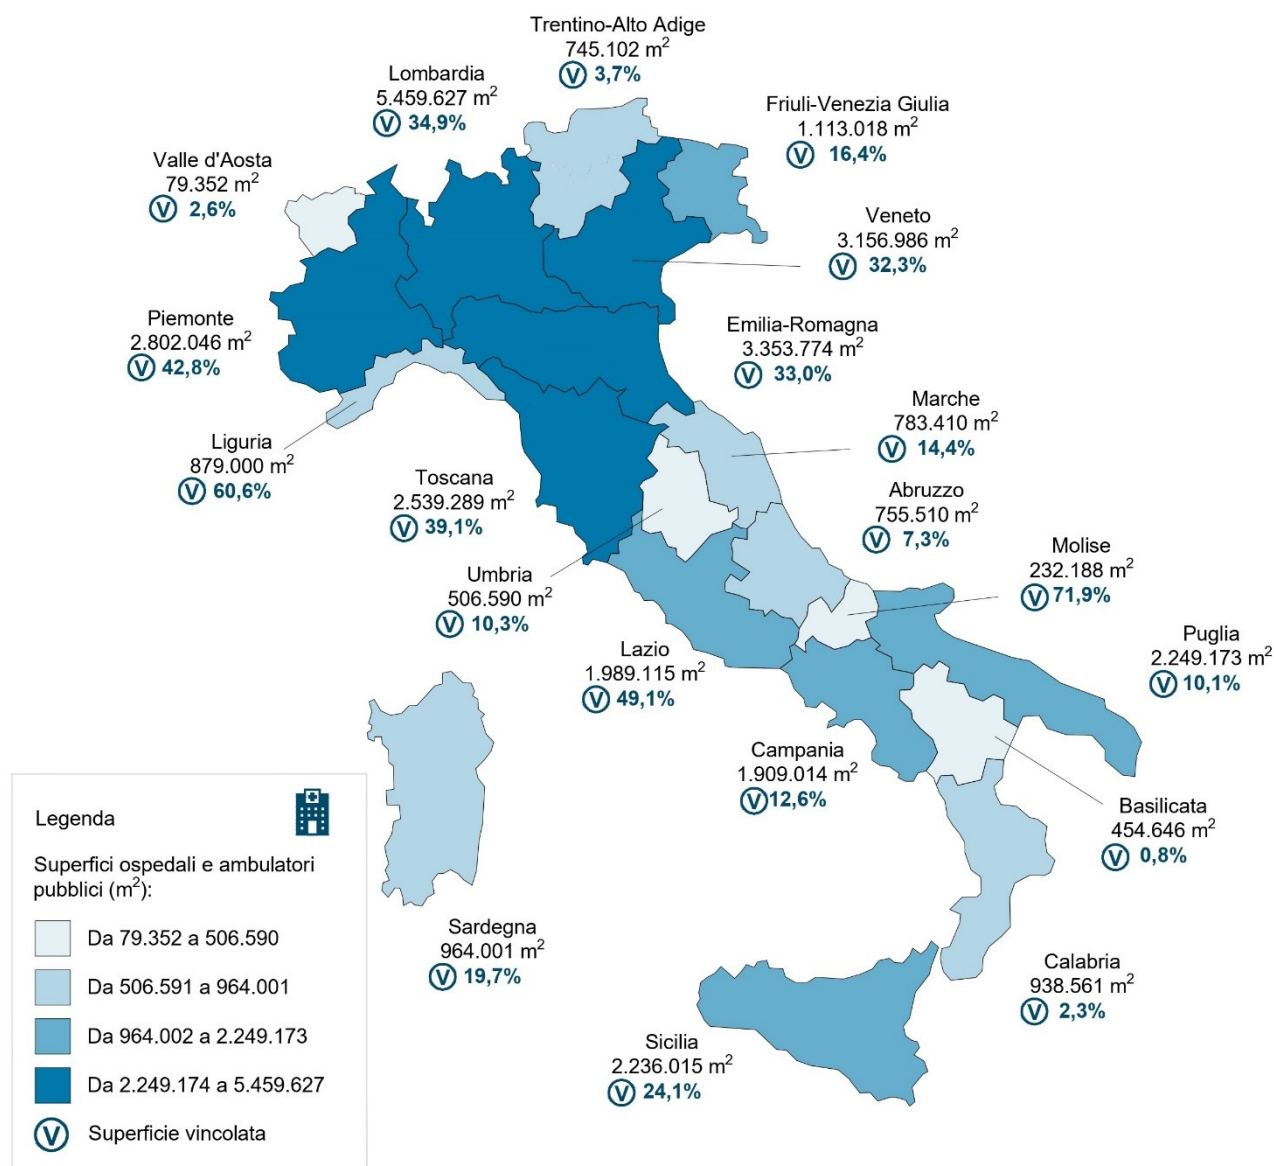 Trentino-Alto Adige
745.102 m²
V 3,7%
Lombardia
5.459.627 m²
V 34,9%
Friuli-Venezia Giulia
1.113.018 m²
V 16,4%
Valle d'Aosta
79.352 m²
V 2,6%
Veneto
3.156.986 m²
V 32,3%
Piemonte
2.802.046 m²
V 42,8%
Emilia-Romagna
3.353.774 m²
V 33,0%
Marche
783.410 m²
V 14,4%
Liguria
879.000 m²
V 60,6%
Toscana
2.539.289 m²
V 39,1%
Abruzzo
755.510 m²
V 7,3%
Molise
232.188 m²
V 71,9%
Umbria
506.590 m²
V 10,3%
Puglia
2.249.173 m²
V 10,1%
Lazio
1.989.115 m²
V 49,1%
Campania
1.909.014 m²
V 12,6%
Basilicata
454.646 m²
V 0,8%
Sardegna
964.001 m²
V 19,7%
Calabria
938.561 m²
V 2,3%
Sicilia
2.236.015 m²
V 24,1%
Legenda
Superfici ospedali e ambulatori
pubblici (m²):
Da 79.352 a 506.590
Da 506.591 a 964.001
Da 964.002 a 2.249.173
Da 2.249.174 a 5.459.627
V Superficie vincolata